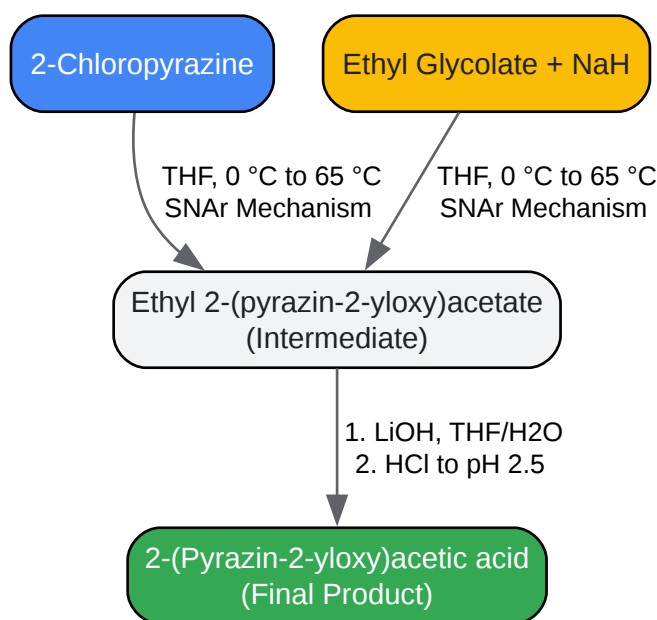 2-Chloropyrazine
Ethyl Glycolate + NaH
THF, 0 °C to 65 °C
SNAr Mechanism
THF, 0 °C to 65 °C
SNAr Mechanism
Ethyl 2-(pyrazin-2-yloxy)acetate
(Intermediate)
1. LiOH, THF/H2O
2. HCl to pH 2.5
2-(Pyrazin-2-yloxy)acetic acid
(Final Product)